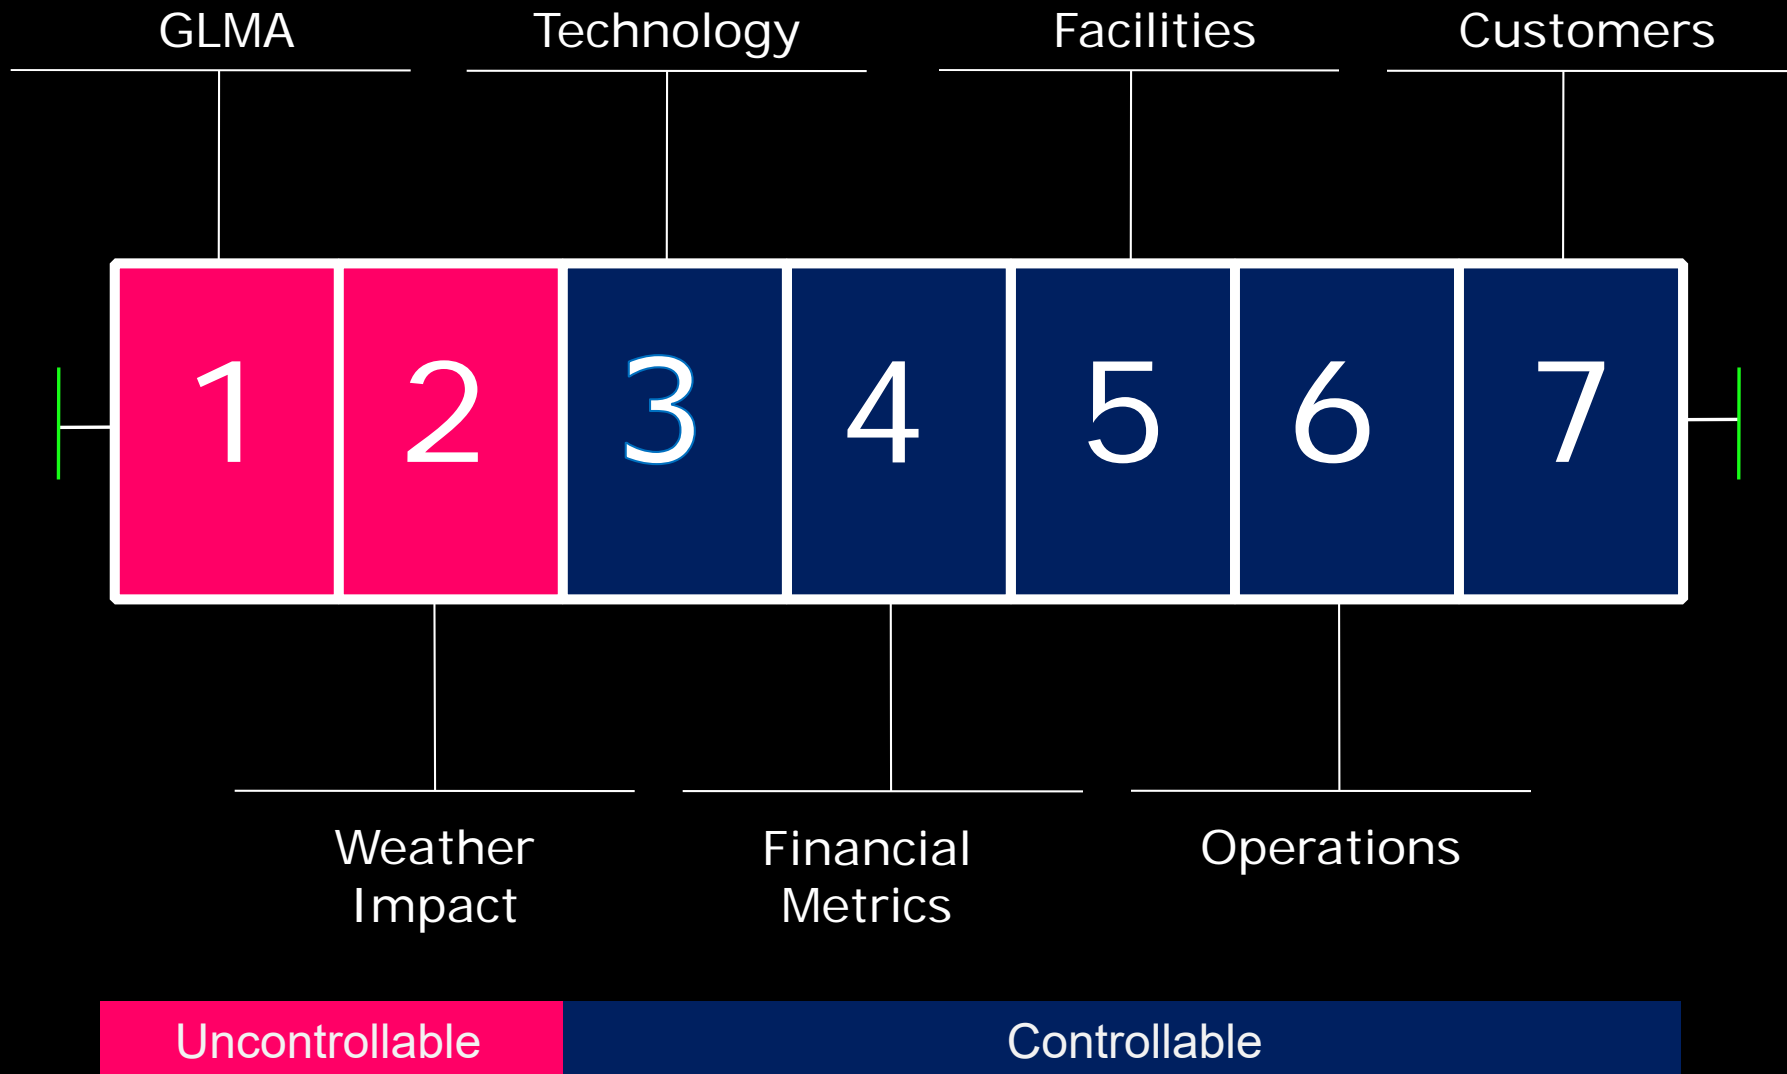 GLMA
Technology
Facilities
Customers
1
2
3
4
5
6
7
Weather
Impact
Financial
Metrics
Operations
Uncontrollable
Controllable